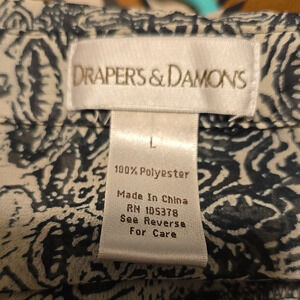 DRAPER'S & DAMON'S
L
100% Polyester
Made In China
RN 105378
See Reverse
For Care